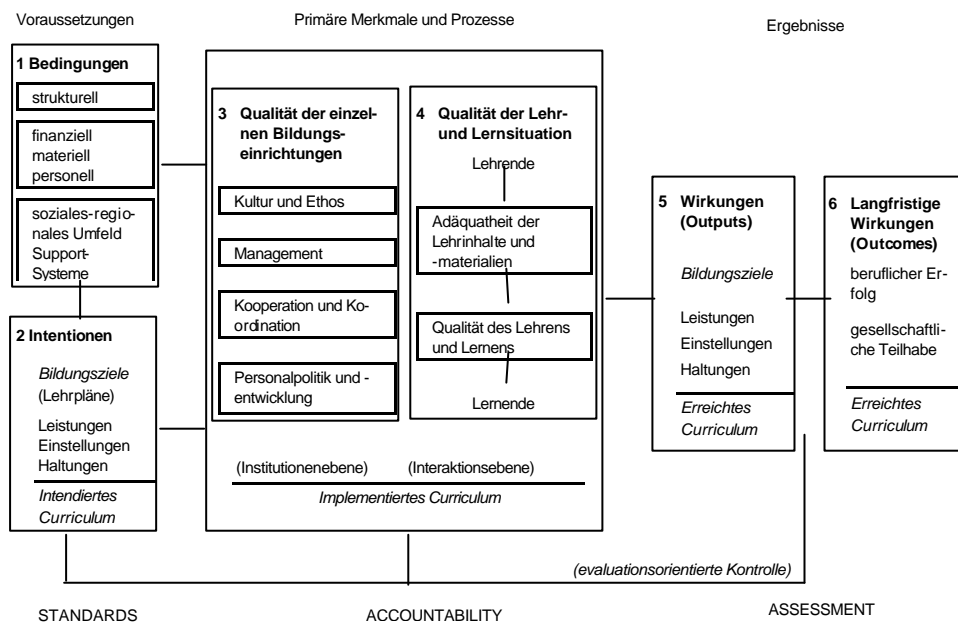 Voraussetzungen
Primäre Merkmale und Prozesse
Ergebnisse
1 Bedingungen
strukturell
finanziell
materiell
personell
soziales-regio-
nales Umfeld
Support-
Systeme
2 Intentionen
Bildungsziele
(Lehrpläne)
Leistungen
Einstellungen
Haltungen
Intendiertes
Curriculum
3 Qualität der einzel-
nen Bildungs-
einrichtungen
Kultur und Ethos
Management
Kooperation und Ko-
ordination
Personalpolitik und -
entwicklung
(Institutionenebene)
4 Qualität der Lehr-
und Lernsituation
Lehrende
Adäquatheit der
Lehrinhalte und
-materialien
Qualität des Lehrens
und Lernens
Lernende
(Interaktionsebene)
Implementiertes Curriculum
5 Wirkungen
(Outputs)
Bildungsziele
Leistungen
Einstellungen
Haltungen
Erreichtes
Curriculum
6 Langfristige
Wirkungen
(Outcomes)
beruflicher Er-
folg
gesellschaftli-
che Teilhabe
Erreichtes
Curriculum
(evaluationsorientierte Kontrolle)
STANDARDS
ACCOUNTABILITY
ASSESSMENT